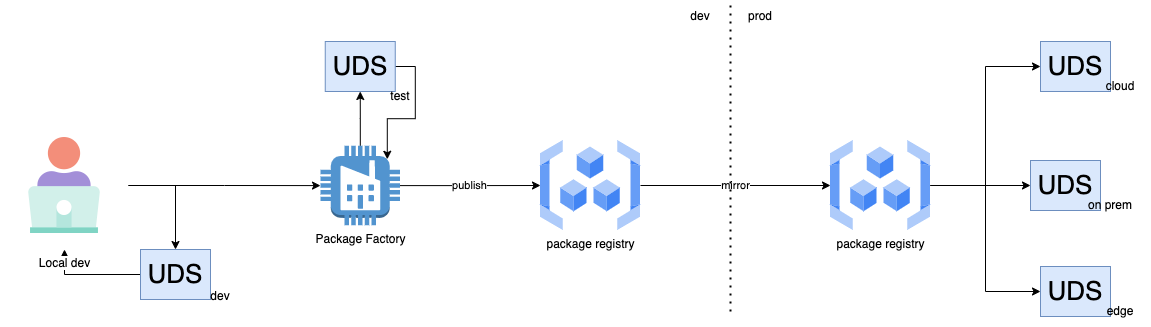 dev
prod
UDS
test
UDS
cloud
publish
mirror
Package Factory
package registry
package registry
UDS
on prem
Local dev
UDS
dev
UDS
edge